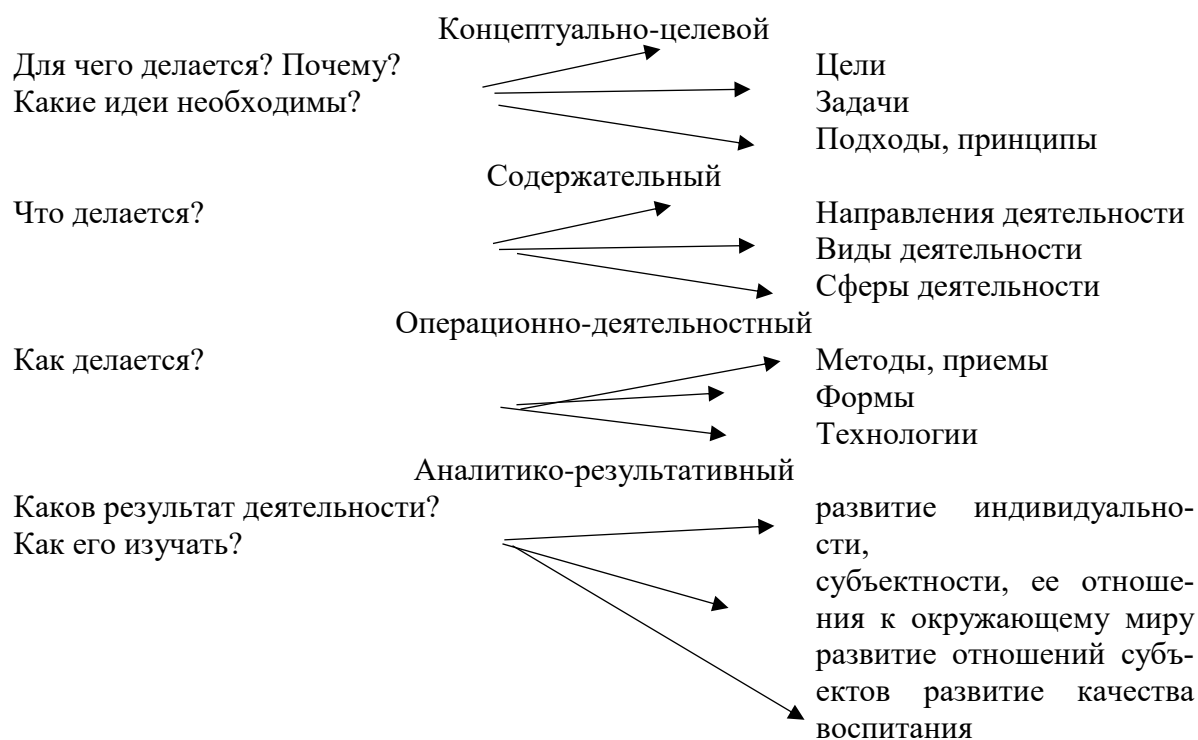 Концептуально-целевой
Для чего делается? Почему? Цели
Какие идеи необходимы? Задачи
Подходы, принципы
Содержательный
Что делается? Направления деятельности
Виды деятельности
Сферы деятельности
Операционно-деятельностный
Как делается? Методы, приемы
Формы
Технологии
Аналитико-результативный
Каков результат деятельности? развитие индивидуально-
Как его изучать? сти,
субъектности, ее отноше-
ния к окружающему миру
развитие отношений субъ-
ектов развитие качества
воспитания